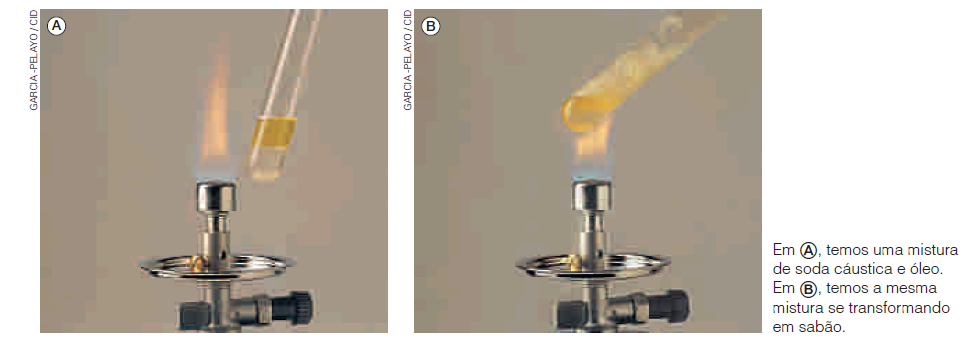 GARCIA-PELAYO / CID
A
GARCIA-PELAYO / CID
B
Em A, temos uma mistura
de soda cáustica e óleo.
Em B, temos a mesma
mistura se transformando
em sabão.